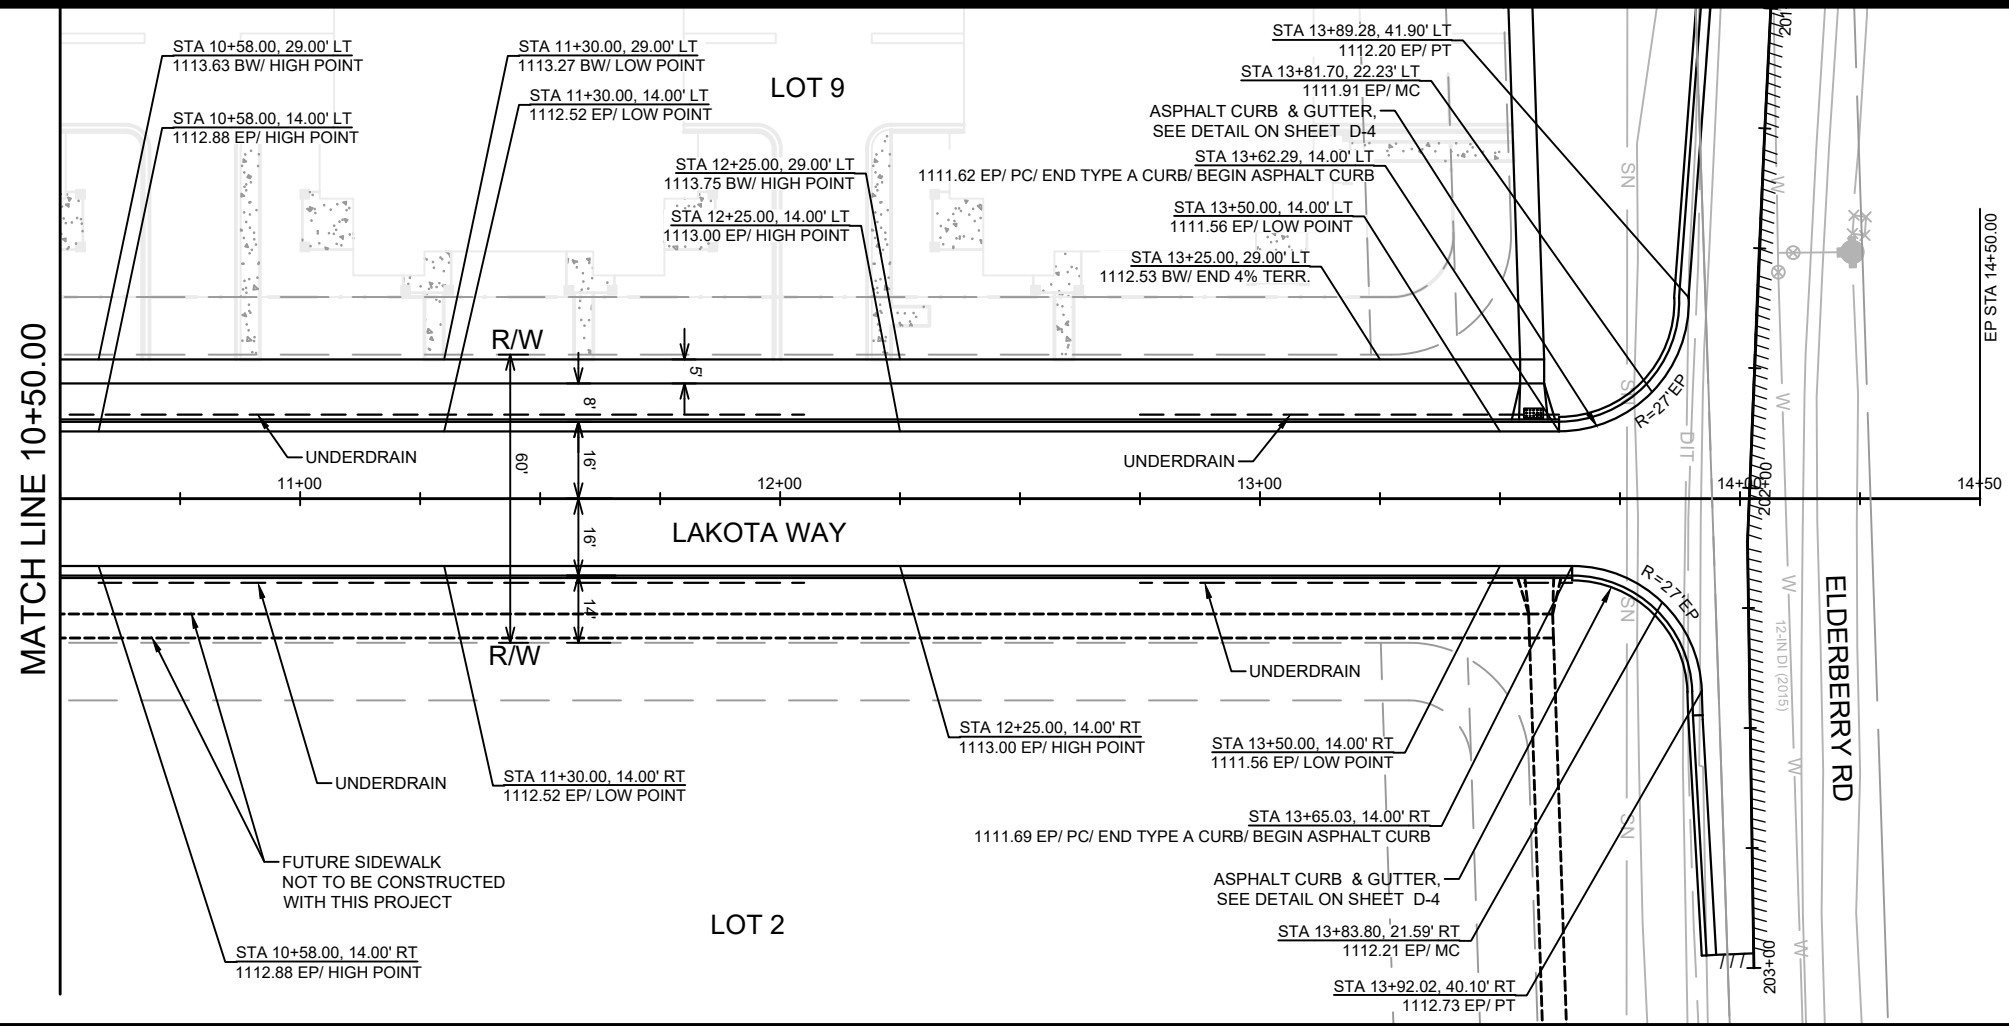 STA 10+58.00, 29.00' LT
1113.63 BW/ HIGH POINT
STA 10+58.00, 14.00' LT
1112.88 EP/ HIGH POINT
STA 11+30.00, 29.00' LT
1113.27 BW/ LOW POINT
STA 11+30.00, 14.00' LT
1112.52 EP/ LOW POINT
LOT 9
STA 12+25.00, 29.00' LT
1113.75 BW/ HIGH POINT
STA 12+25.00, 14.00' LT
1113.00 EP/ HIGH POINT
STA 13+89.28, 41.90' LT
1112.20 EP/ PT
STA 13+81.70, 22.23' LT
1111.91 EP/ MC
ASPHALT CURB & GUTTER,
SEE DETAIL ON SHEET D-4
STA 13+62.29, 14.00' LT
1111.62 EP/ PC/ END TYPE A CURB/ BEGIN ASPHALT CURB
STA 13+50.00, 14.00' LT
1111.56 EP/ LOW POINT
STA 13+25.00, 29.00' LT
1112.53 BW/ END 4% TERR.
SN
W
EP STA 14+50.00
MATCH LINE 10+50.00
R/W
5'
8'
16'
60'
16'
14'
R/W
R=27' EP
UNDERDRAIN
UNDERDRAIN
DIT
W
11+00
12+00
13+00
14+00
14+50
202+00
LAKOTA WAY
R=27' EP
SN
W
12-IN DI (2015)
ELDERBERRY RD
UNDERDRAIN
UNDERDRAIN
STA 12+25.00, 14.00' RT
1113.00 EP/ HIGH POINT
STA 13+50.00, 14.00' RT
1111.56 EP/ LOW POINT
STA 11+30.00, 14.00' RT
1112.52 EP/ LOW POINT
W
STA 13+65.03, 14.00' RT
1111.69 EP/ PC/ END TYPE A CURB/ BEGIN ASPHALT CURB
SN
FUTURE SIDEWALK
NOT TO BE CONSTRUCTED
WITH THIS PROJECT
ASPHALT CURB & GUTTER,
SEE DETAIL ON SHEET D-4
LOT 2
STA 13+83.80, 21.59' RT
1112.21 EP/ MC
STA 10+58.00, 14.00' RT
1112.88 EP/ HIGH POINT
STA 13+92.02, 40.10' RT
1112.73 EP/ PT
W
203+00